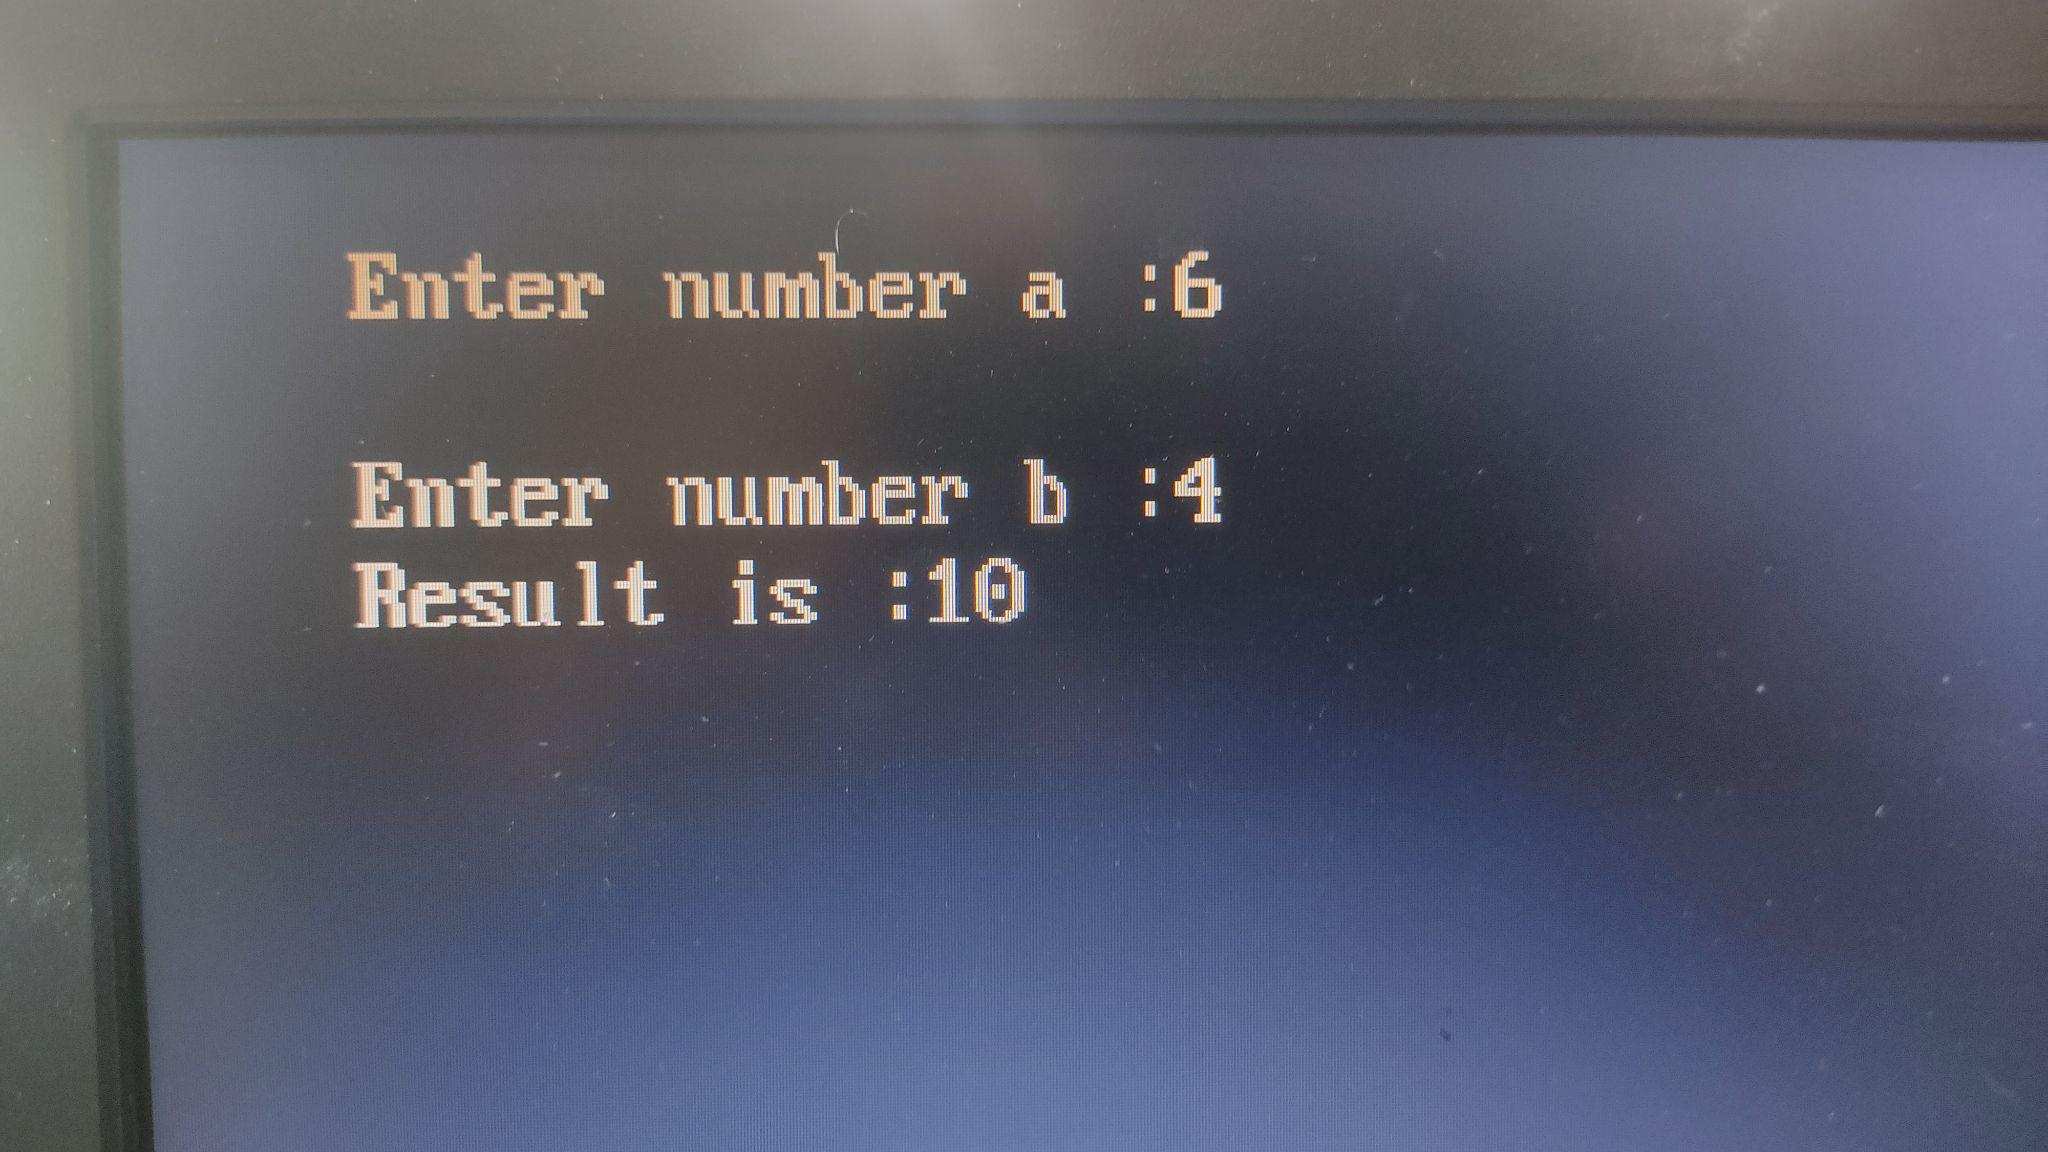 Enter number a :6
Enter number b :4
Result is :10